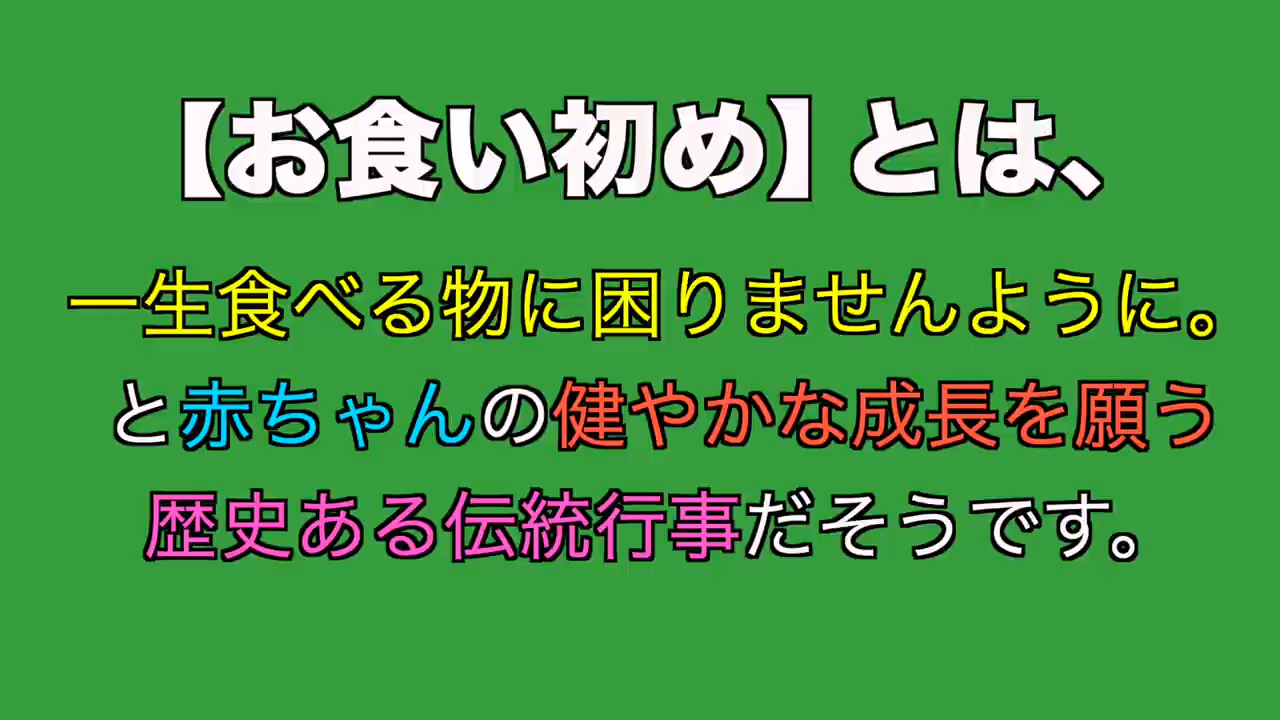 【お食い初め】とは、
一生食べる物に困りませんように。
と赤ちゃんの健やかな成長を願う
歴史ある伝統行事だそうです。